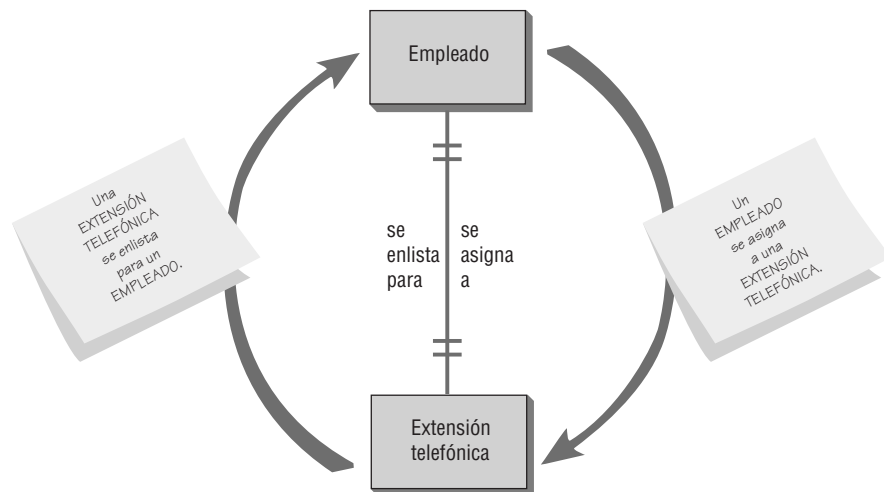 Empleado
Una
EXTENSIÓN
TELEFÓNICA
se enlista
para un
EMPLEADO.
se
enlista
para
se
asigna
a
Un
EMPLEADO
se asigna
a una
EXTENSIÓN
TELEFÓNICA.
Extensión
telefónica